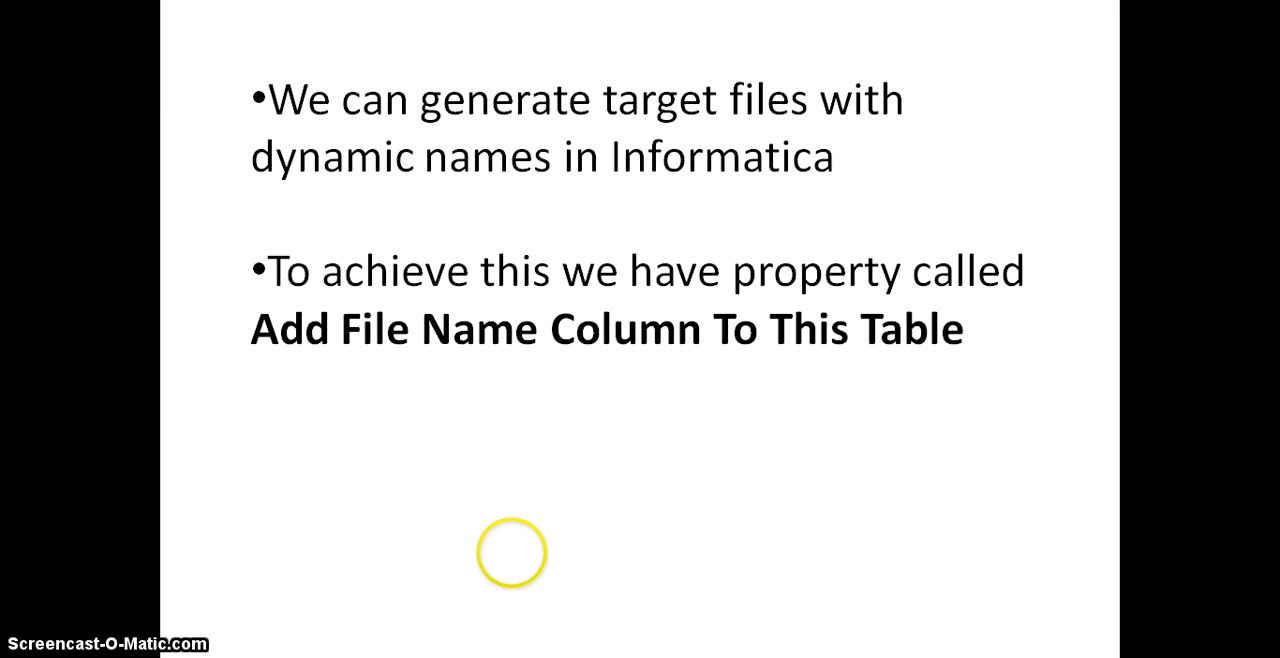 •We can generate target files with
dynamic names in Informatica
•To achieve this we have property called
Add File Name Column To This Table
Screencast-O-Matic.com